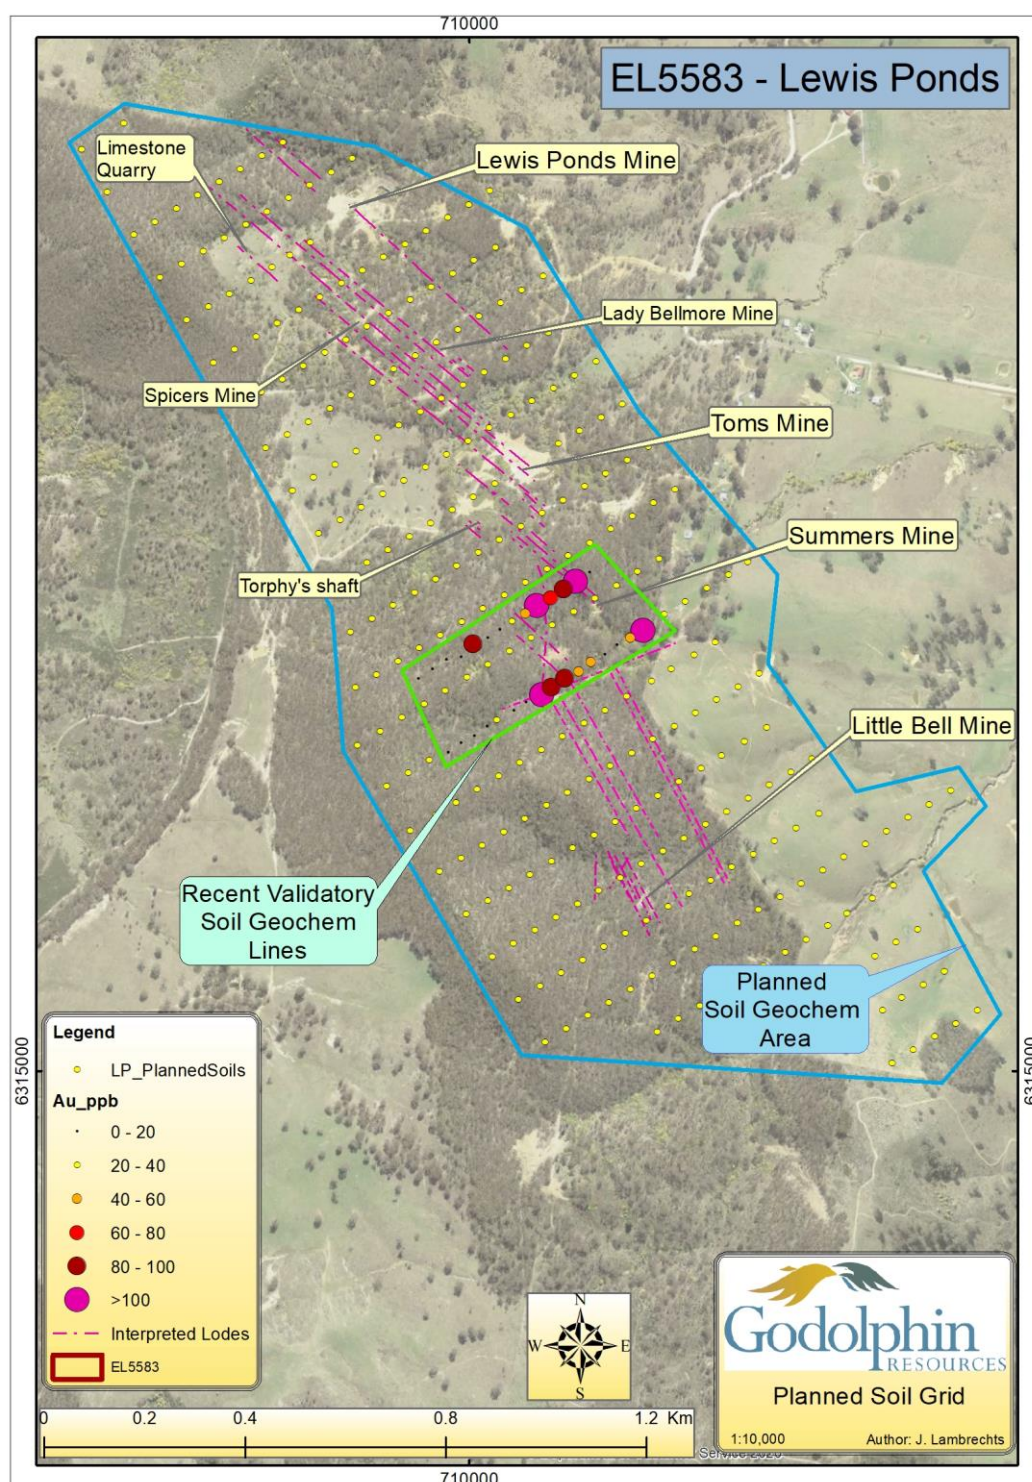 710000
EL5583 - Lewis Ponds
Limestone
Quarry
Lewis Ponds Mine
Lady Bellmore Mine
Spicers Mine
Toms Mine
Summers Mine
Torphy's shaft
Little Bell Mine
Recent Validatory
Soil Geochem
Lines
Planned
Soil Geochem
Area
6315000
6315000
Legend
LP_PlannedSoils
Au_ppb
0 - 20
20 - 40
40 - 60
60 - 80
80 - 100
>100
Interpreted Lodes
EL5583
N
W
E
S
Godolphin
RESOURCES
Planned Soil Grid
1:10,000
Author: J. Lambrechts
0
0.2
0.4
0.8
1.2 Km
Service 2020
710000